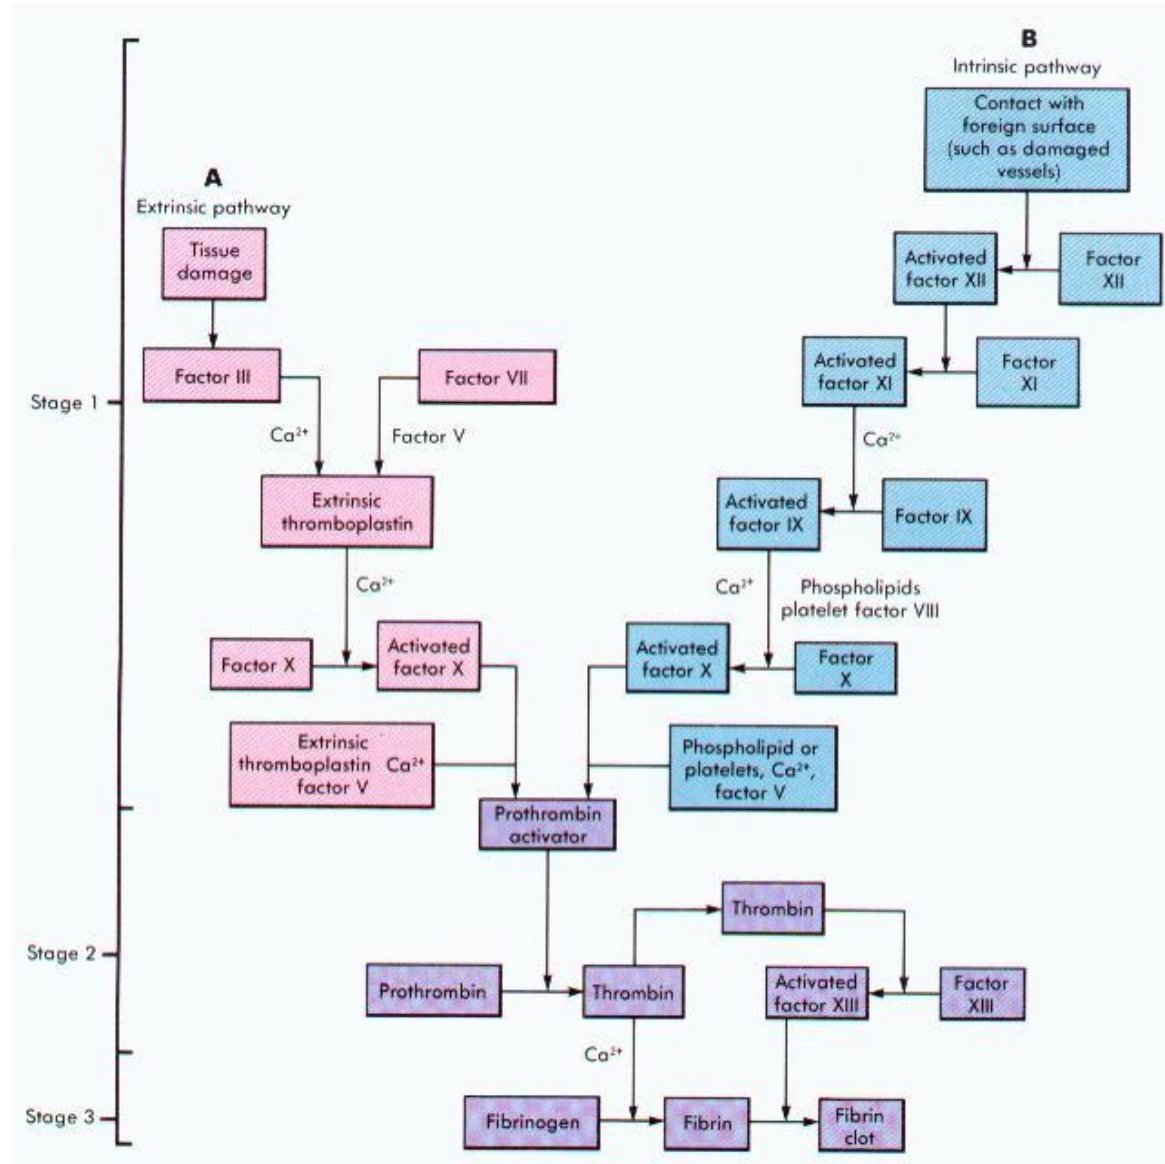 B
Intrinsic pathway
Contact with
foreign surface
(such as damaged
vessels)
A
Extrinsic pathway
Tissue
damage
Activated
factor XII
Factor
XII
Factor III
Factor VII
Activated
factor XI
Factor
XI
Stage 1
Ca²⁺
Factor V
Ca²⁺
Extrinsic
thromboplastin
Activated
factor IX
Factor IX
Ca²⁺
Ca²⁺
Phospholipids
platelet factor VIII
Factor X
Activated
factor X
Activated
factor X
Factor
X
Extrinsic
thromboplastin Ca²⁺
factor V
Phospholipid or
platelets, Ca²⁺,
factor V
Prothrombin
activator
Thrombin
Stage 2
Prothrombin
Thrombin
Activated
factor XIII
Factor
XIII
Ca²⁺
Stage 3
Fibrinogen
Fibrin
Fibrin
clot